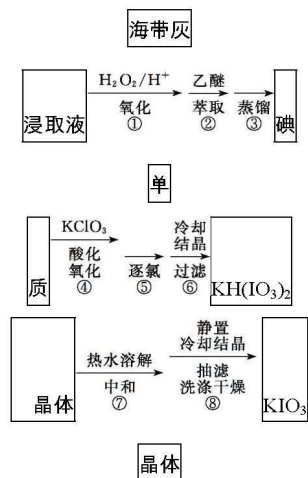 海带灰
浸取液 H₂O₂/H⁺ 氧化 ① 乙醚 萃取 ② 蒸馏 ③ 碘
单
质 KClO₃ 酸化 氧化 ④ 逐氯 ⑤ 冷却 结晶 过滤 ⑥ KH(IO₃)₂
晶体 热水溶解 中和 ⑦ 静置 冷却结晶 抽滤 洗涤干燥 ⑧ KIO₃
晶体